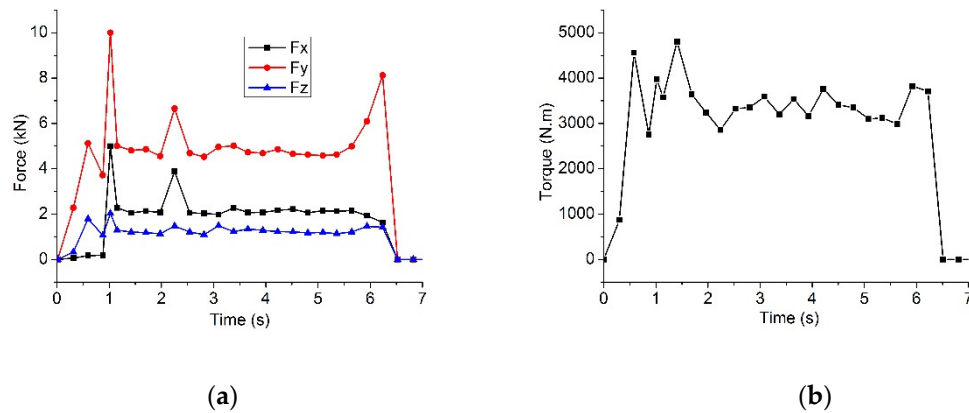 10
8
6
4
2
0
Force (kN)
Fx
Fy
Fz
0 1 2 3 4 5 6 7
Time (s)
(a)
5000
4000
3000
2000
1000
0
Torque (N.m)
0 1 2 3 4 5 6 7
Time (s)
(b)